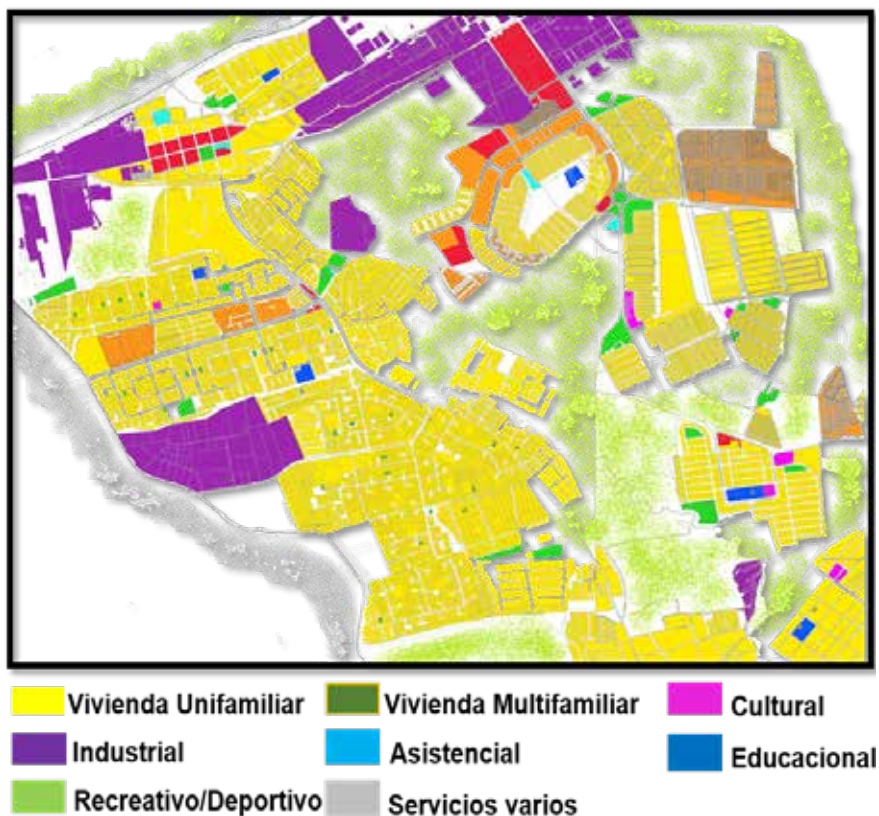 Vivienda Unifamiliar
Vivienda Multifamiliar
Cultural
Industrial
Asistencial
Educacional
Recreativo/Deportivo
Servicios varios